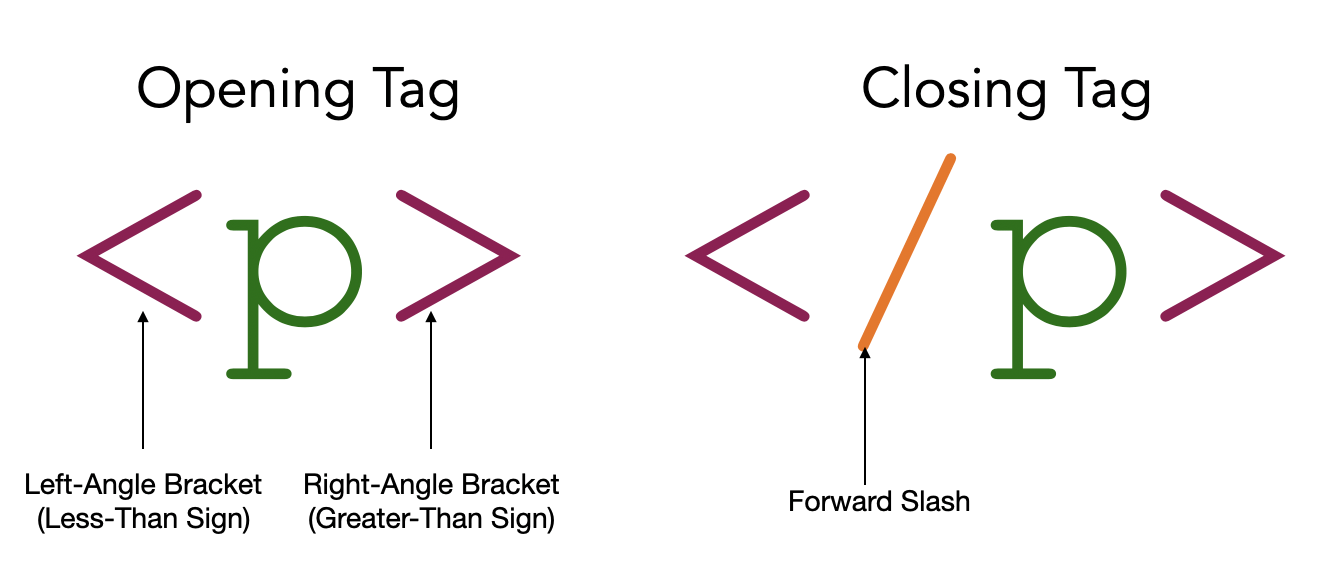 Opening Tag
Closing Tag
<p>
</p>
Left-Angle Bracket
(Less-Than Sign)
Right-Angle Bracket
(Greater-Than Sign)
Forward Slash